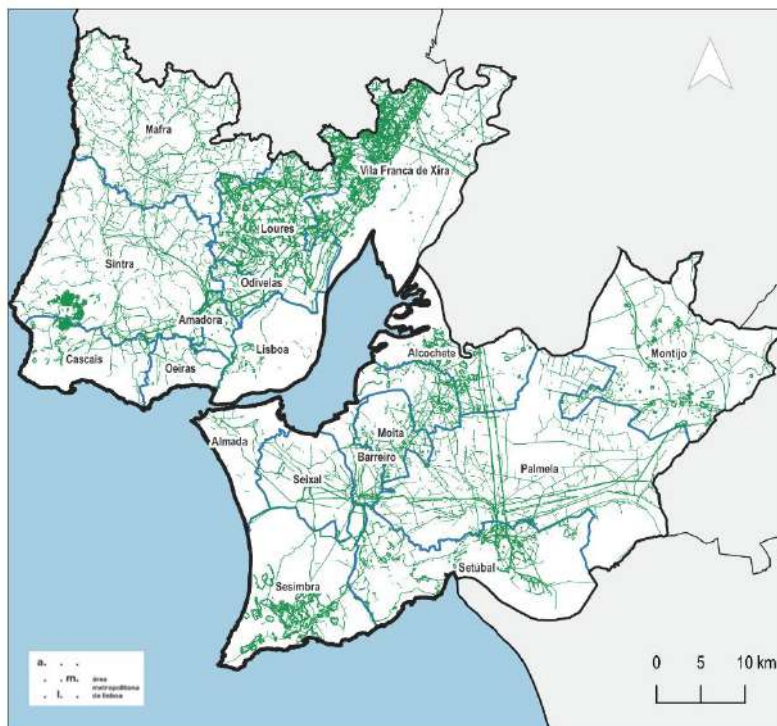 Mafra
Vila Franca de Xira
Loures
Sintra
Odivelas
Amadora
Lisboa
Cascais
Oeiras
Alcochete
Montijo
Moita
Almada
Barreiro
Palmela
Seixal
Setúbal
Sesimbra
a.
m. área
metropolitana
l. de lisboa
0 5 10 km